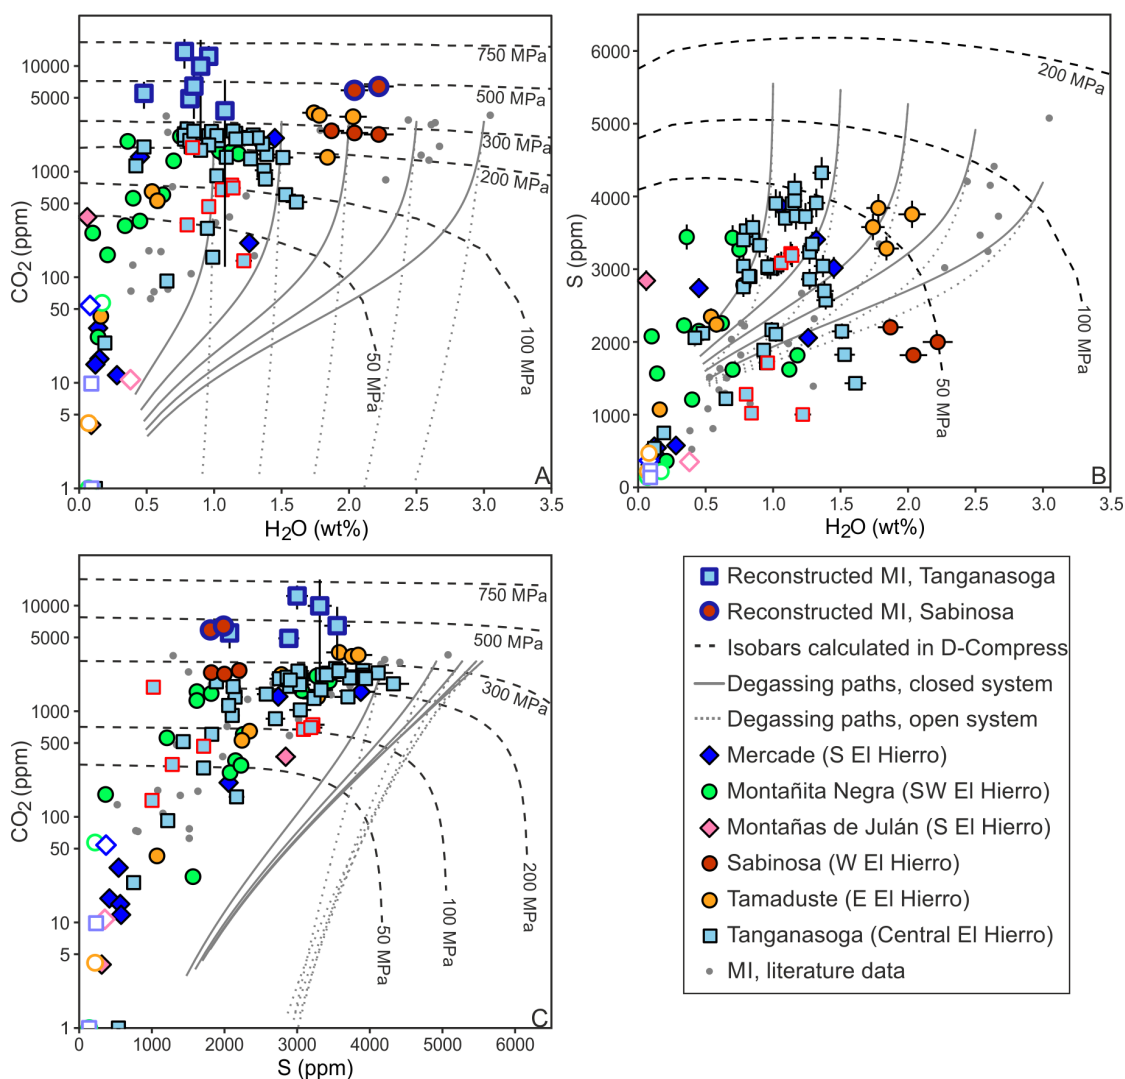 10000
5000
1000
500
100
50
10
5
1
CO2 (ppm)
750 MPa
500 MPa
300 MPa
200 MPa
100 MPa
50 MPa
A
0.0 0.5 1.0 1.5 2.0 2.5 3.0 3.5
H2O (wt%)
6000
5000
4000
3000
2000
1000
0
S (ppm)
200 MPa
100 MPa
50 MPa
B
0.0 0.5 1.0 1.5 2.0 2.5 3.0 3.5
H2O (wt%)
10000
5000
1000
500
100
50
10
5
1
CO2 (ppm)
750 MPa
500 MPa
300 MPa
200 MPa
100 MPa
50 MPa
C
0 1000 2000 3000 4000 5000 6000
S (ppm)
Reconstructed MI, Tanganasoga
Reconstructed MI, Sabinosa
Isobars calculated in D-Compress
Degassing paths, closed system
Degassing paths, open system
Mercade (S El Hierro)
Montañita Negra (SW El Hierro)
Montañas de Julán (S El Hierro)
Sabinosa (W El Hierro)
Tamaduste (E El Hierro)
Tanganasoga (Central El Hierro)
MI, literature data